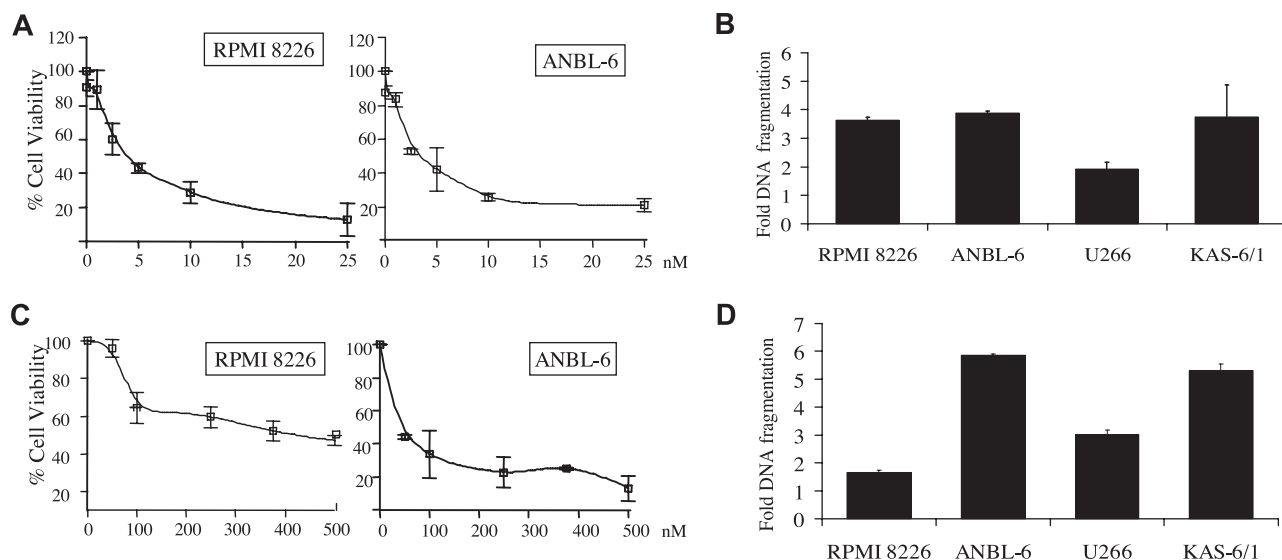 A
% Cell Viability
120
100
80
60
40
20
RPMI 8226
0 5 10 15 20 25
120
100
80
60
40
20
ANBL-6
0 5 10 15 20 25 nM
B
Fold DNA fragmentation
6
5
4
3
2
1
0
RPMI 8226 ANBL-6 U266 KAS-6/1
C
% Cell Viability
100
80
60
40
20
RPMI 8226
0 100 200 300 400 500
100
80
60
40
20
ANBL-6
0 100 200 300 400 500 nM
D
Fold DNA fragmentation
7
6
5
4
3
2
1
0
RPMI 8226 ANBL-6 U266 KAS-6/1